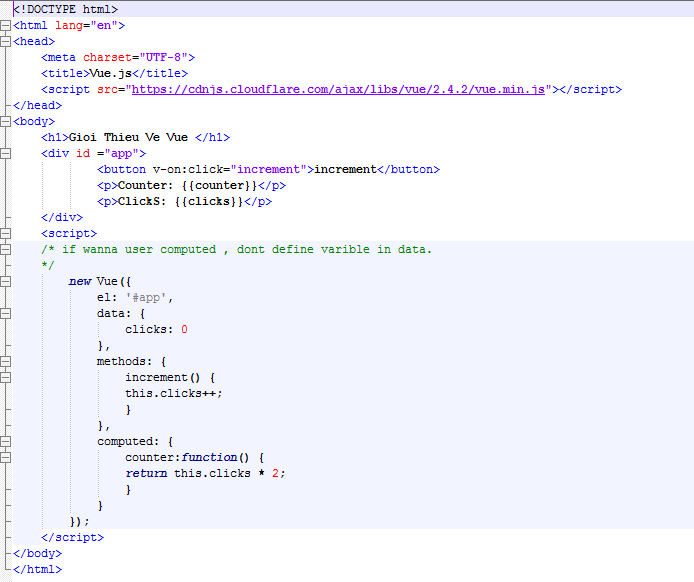 <!DOCTYPE html>
<html lang="en">
<head>
<meta charset="UTF-8">
<title>Vue.js</title>
<script src="https://cdnjs.cloudflare.com/ajax/libs/vue/2.4.2/vue.min.js"></script>
</head>
<body>
<h1>Gioi Thieu Ve Vue </h1>
<div id ="app">
<button v-on:click="increment">increment</button>
<p>Counter: {{counter}}</p>
<p>ClickS: {{clicks}}</p>
</div>
<script>
/* if wanna user computed , dont define varible in data.
*/
new Vue({
el: '#app',
data: {
clicks: 0
},
methods: {
increment() {
this.clicks++;
}
},
computed: {
counter:function() {
return this.clicks * 2;
}
}
});
</script>
</body>
</html>